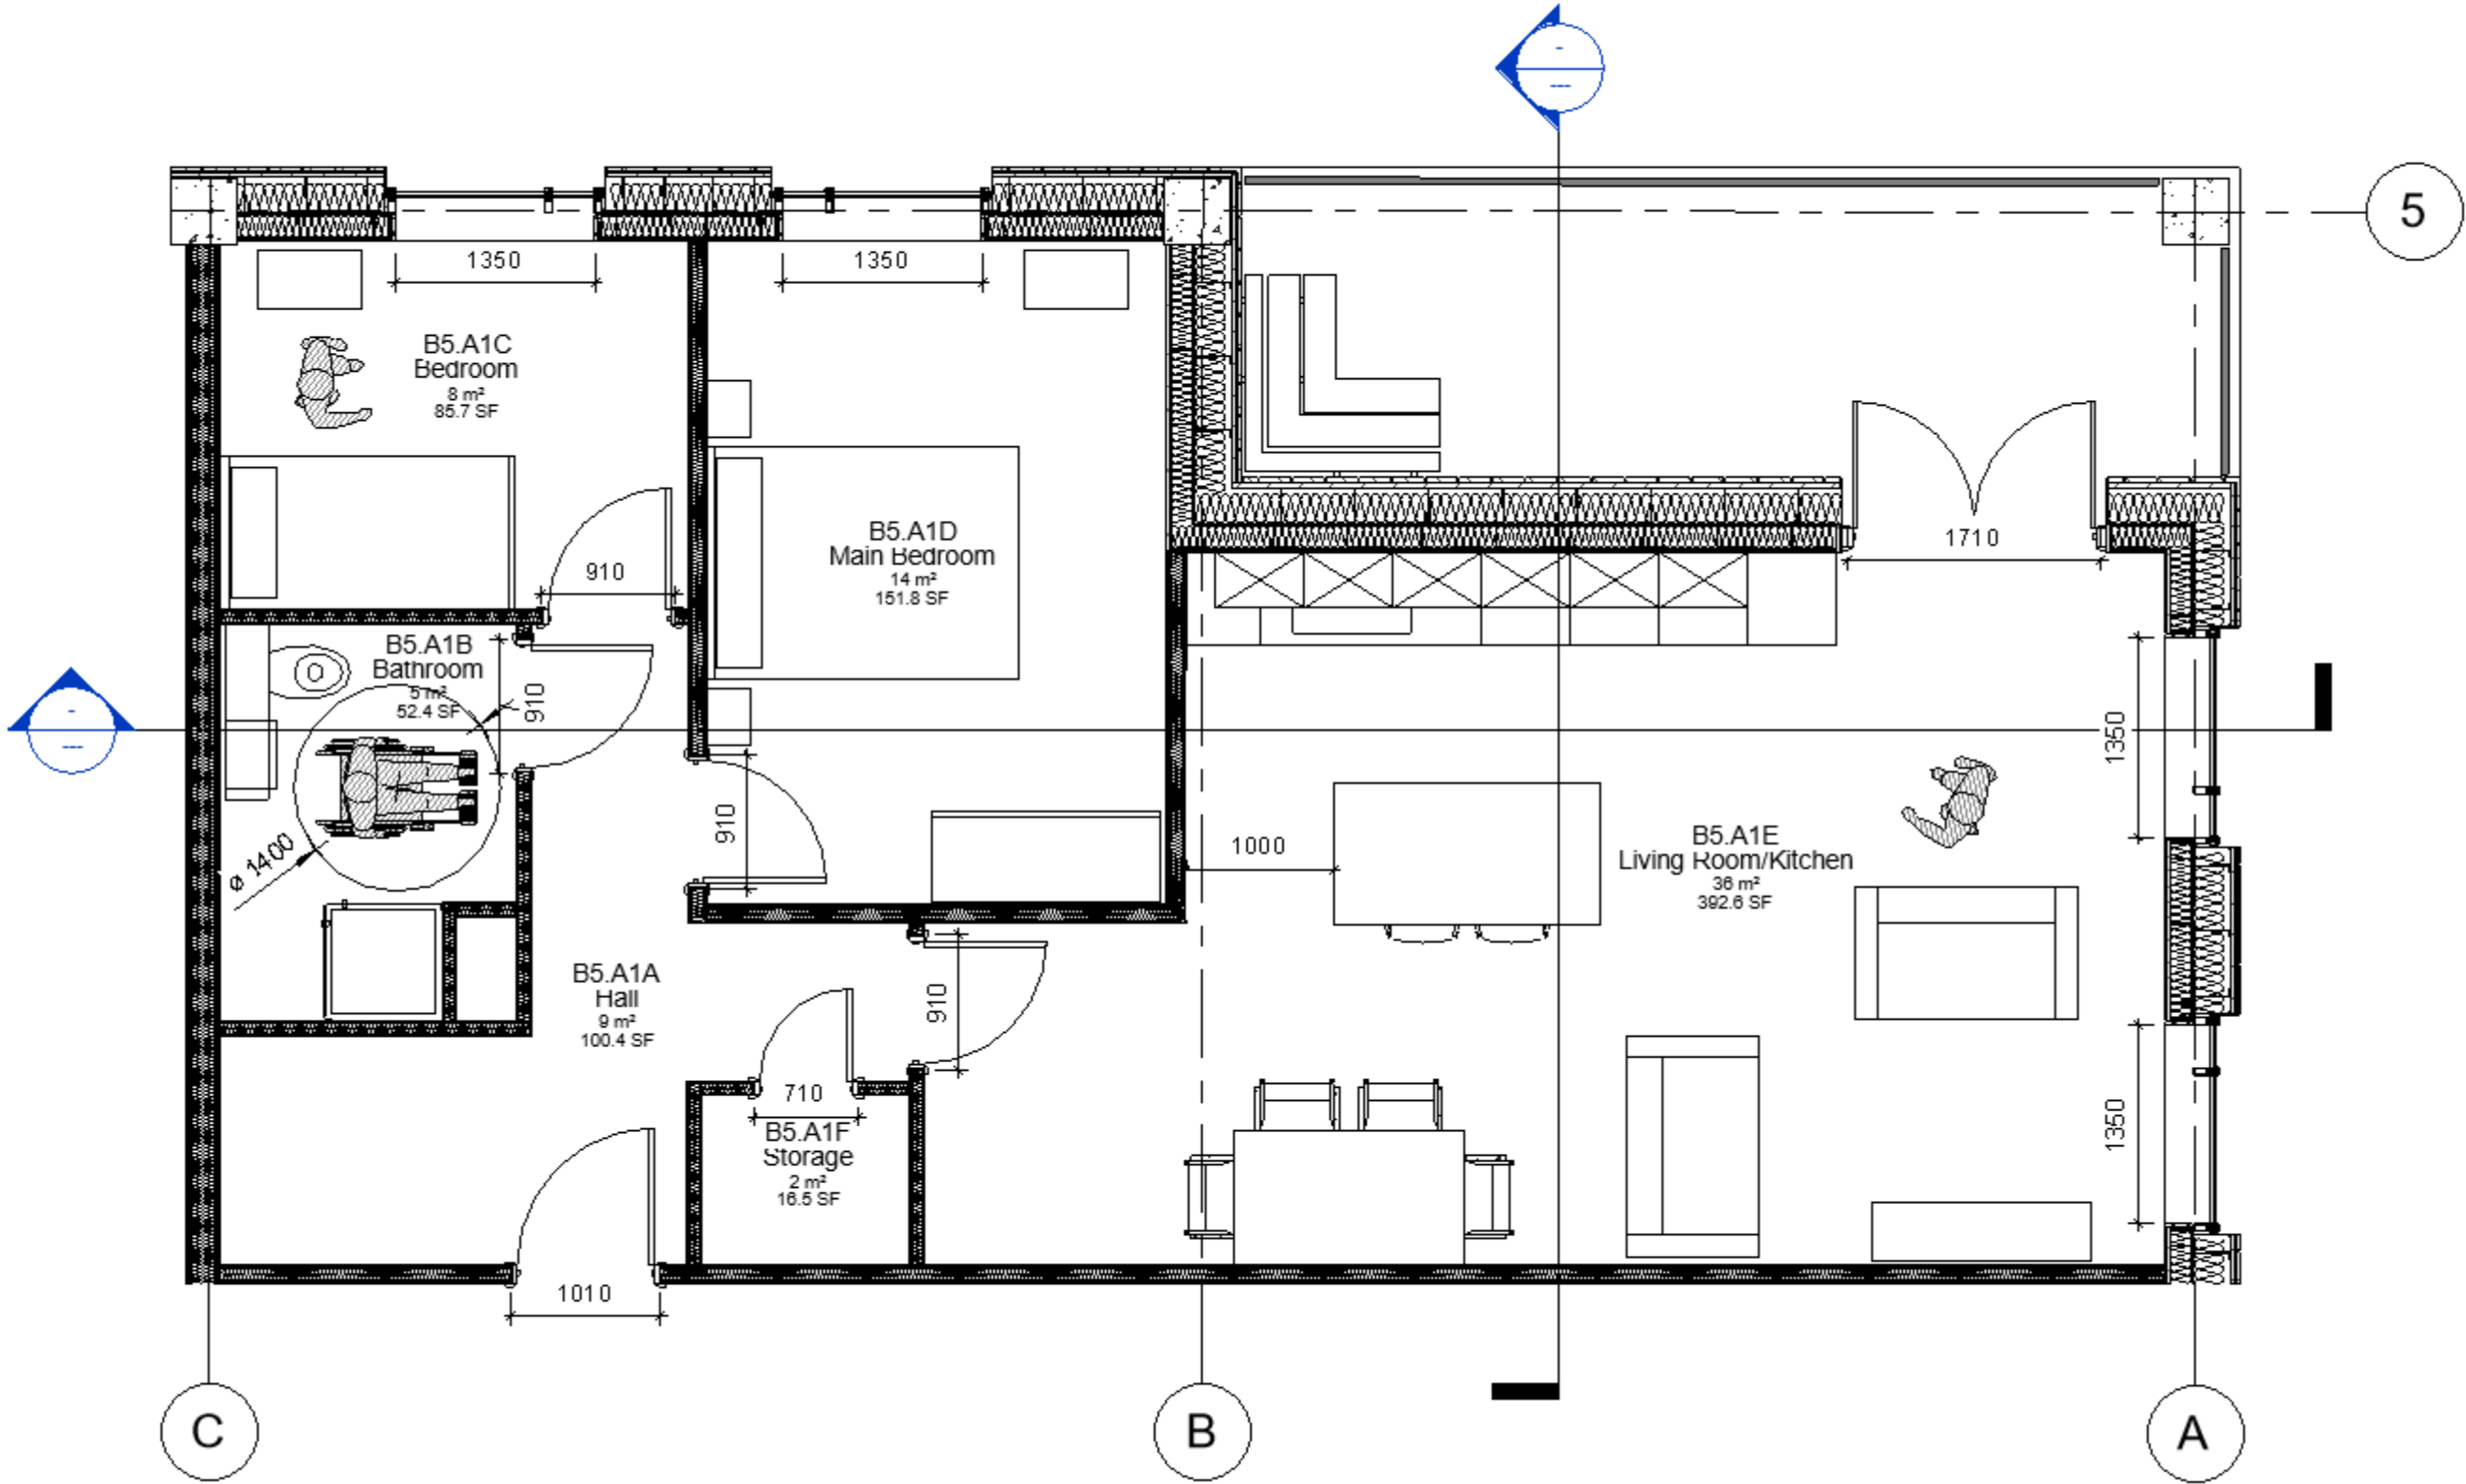 5
1350
1350
B5.A1C
Bedroom
8 m²
85.7 SF
B5.A1D
Main Bedroom
14 m²
151.8 SF
1710
910
B5.A1B
Bathroom
5 m²
52.4 SF
910
1350
910
ø 1400
1000
B5.A1E
Living Room/Kitchen
36 m²
392.6 SF
B5.A1A
Hall
9 m²
100.4 SF
910
710
B5.A1F
Storage
2 m²
16.5 SF
1350
1010
C
B
A